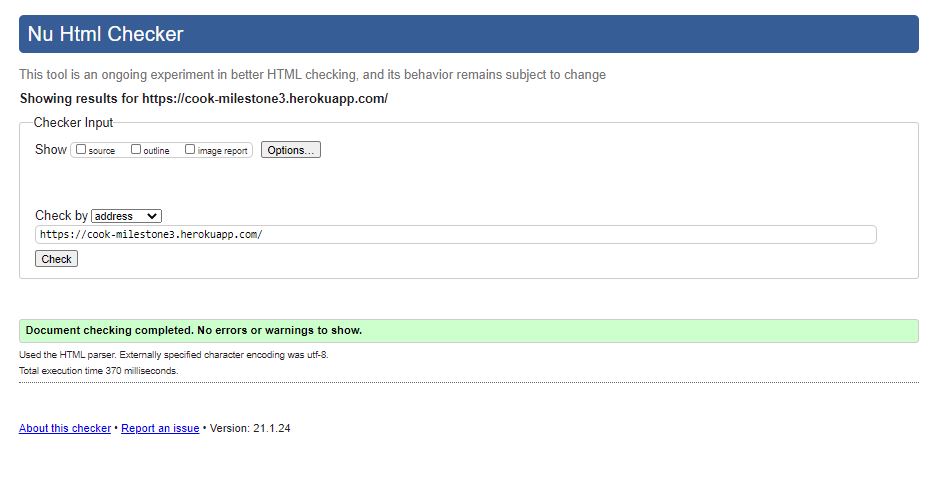 Nu Html Checker
This tool is an ongoing experiment in better HTML checking, and its behavior remains subject to change
Showing results for https://cook-milestone3.herokuapp.com/
Checker Input
Show source outline image report Options...
Check by address
https://cook-milestone3.herokuapp.com/
Check
Document checking completed. No errors or warnings to show.
Used the HTML parser. Externally specified character encoding was utf-8.
Total execution time 370 milliseconds.
About this checker • Report an issue • Version: 21.1.24